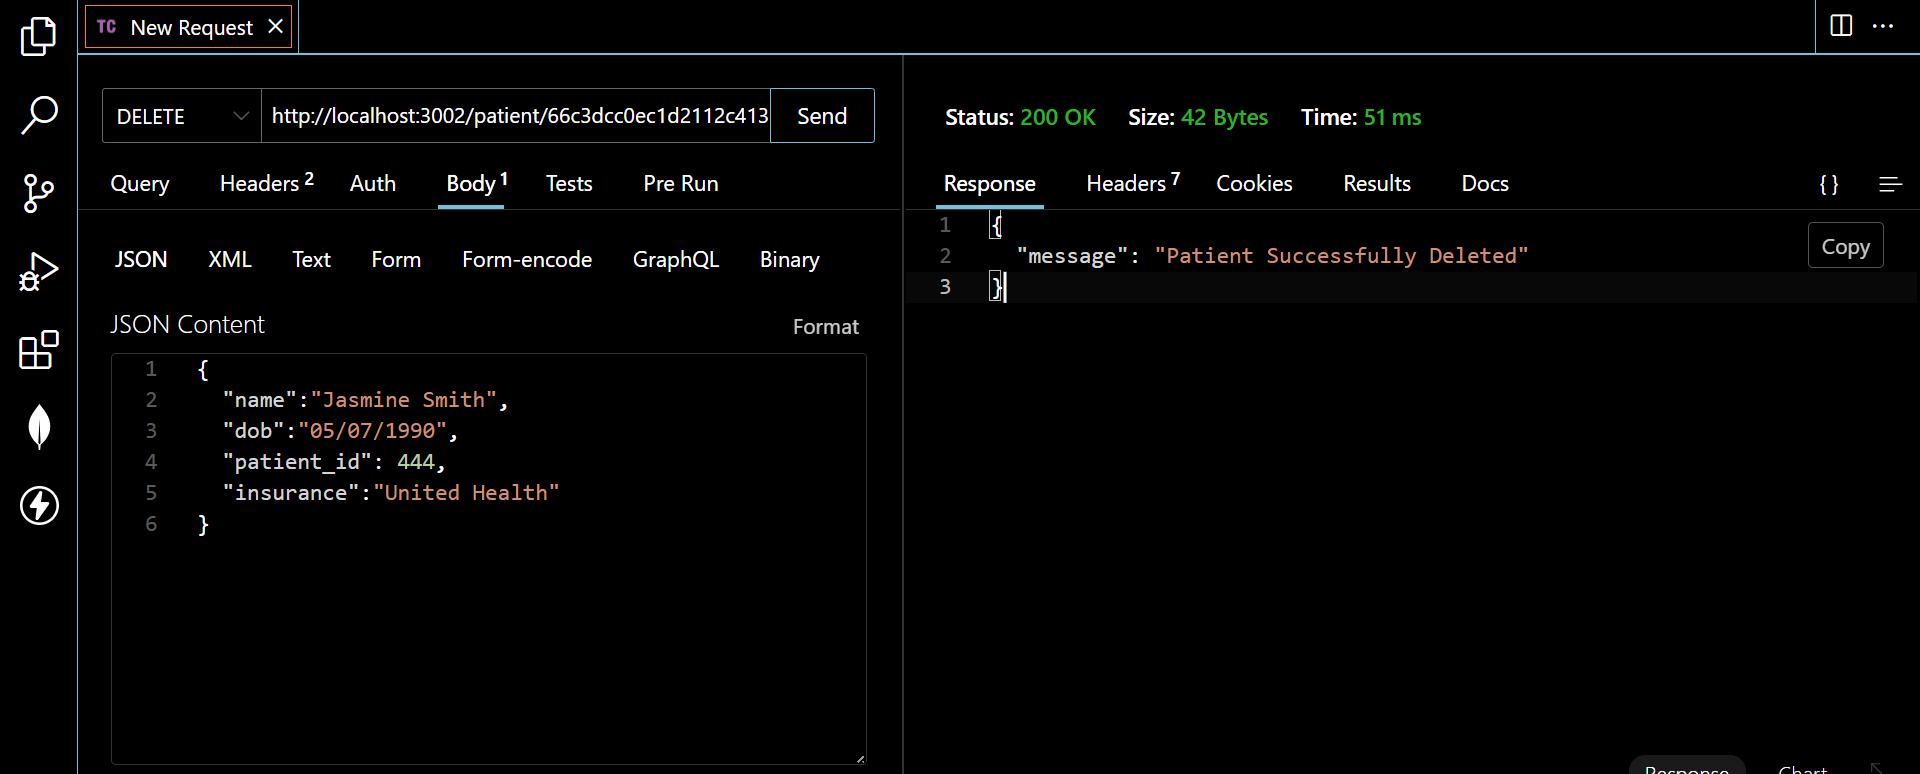 TC New Request
DELETE http://localhost:3002/patient/66c3dcc0ec1d2112c413 Send
Query Headers 2 Auth Body 1 Tests Pre Run
JSON XML Text Form Form-encode GraphQL Binary
JSON Content Format
1 {
2 "name":"Jasmine Smith",
3 "dob":"05/07/1990",
4 "patient_id": 444,
5 "insurance":"United Health"
6 }
Status: 200 OK Size: 42 Bytes Time: 51 ms
Response Headers 7 Cookies Results Docs { }
1 {
2 "message": "Patient Successfully Deleted"
3 }
Copy
Response Chart